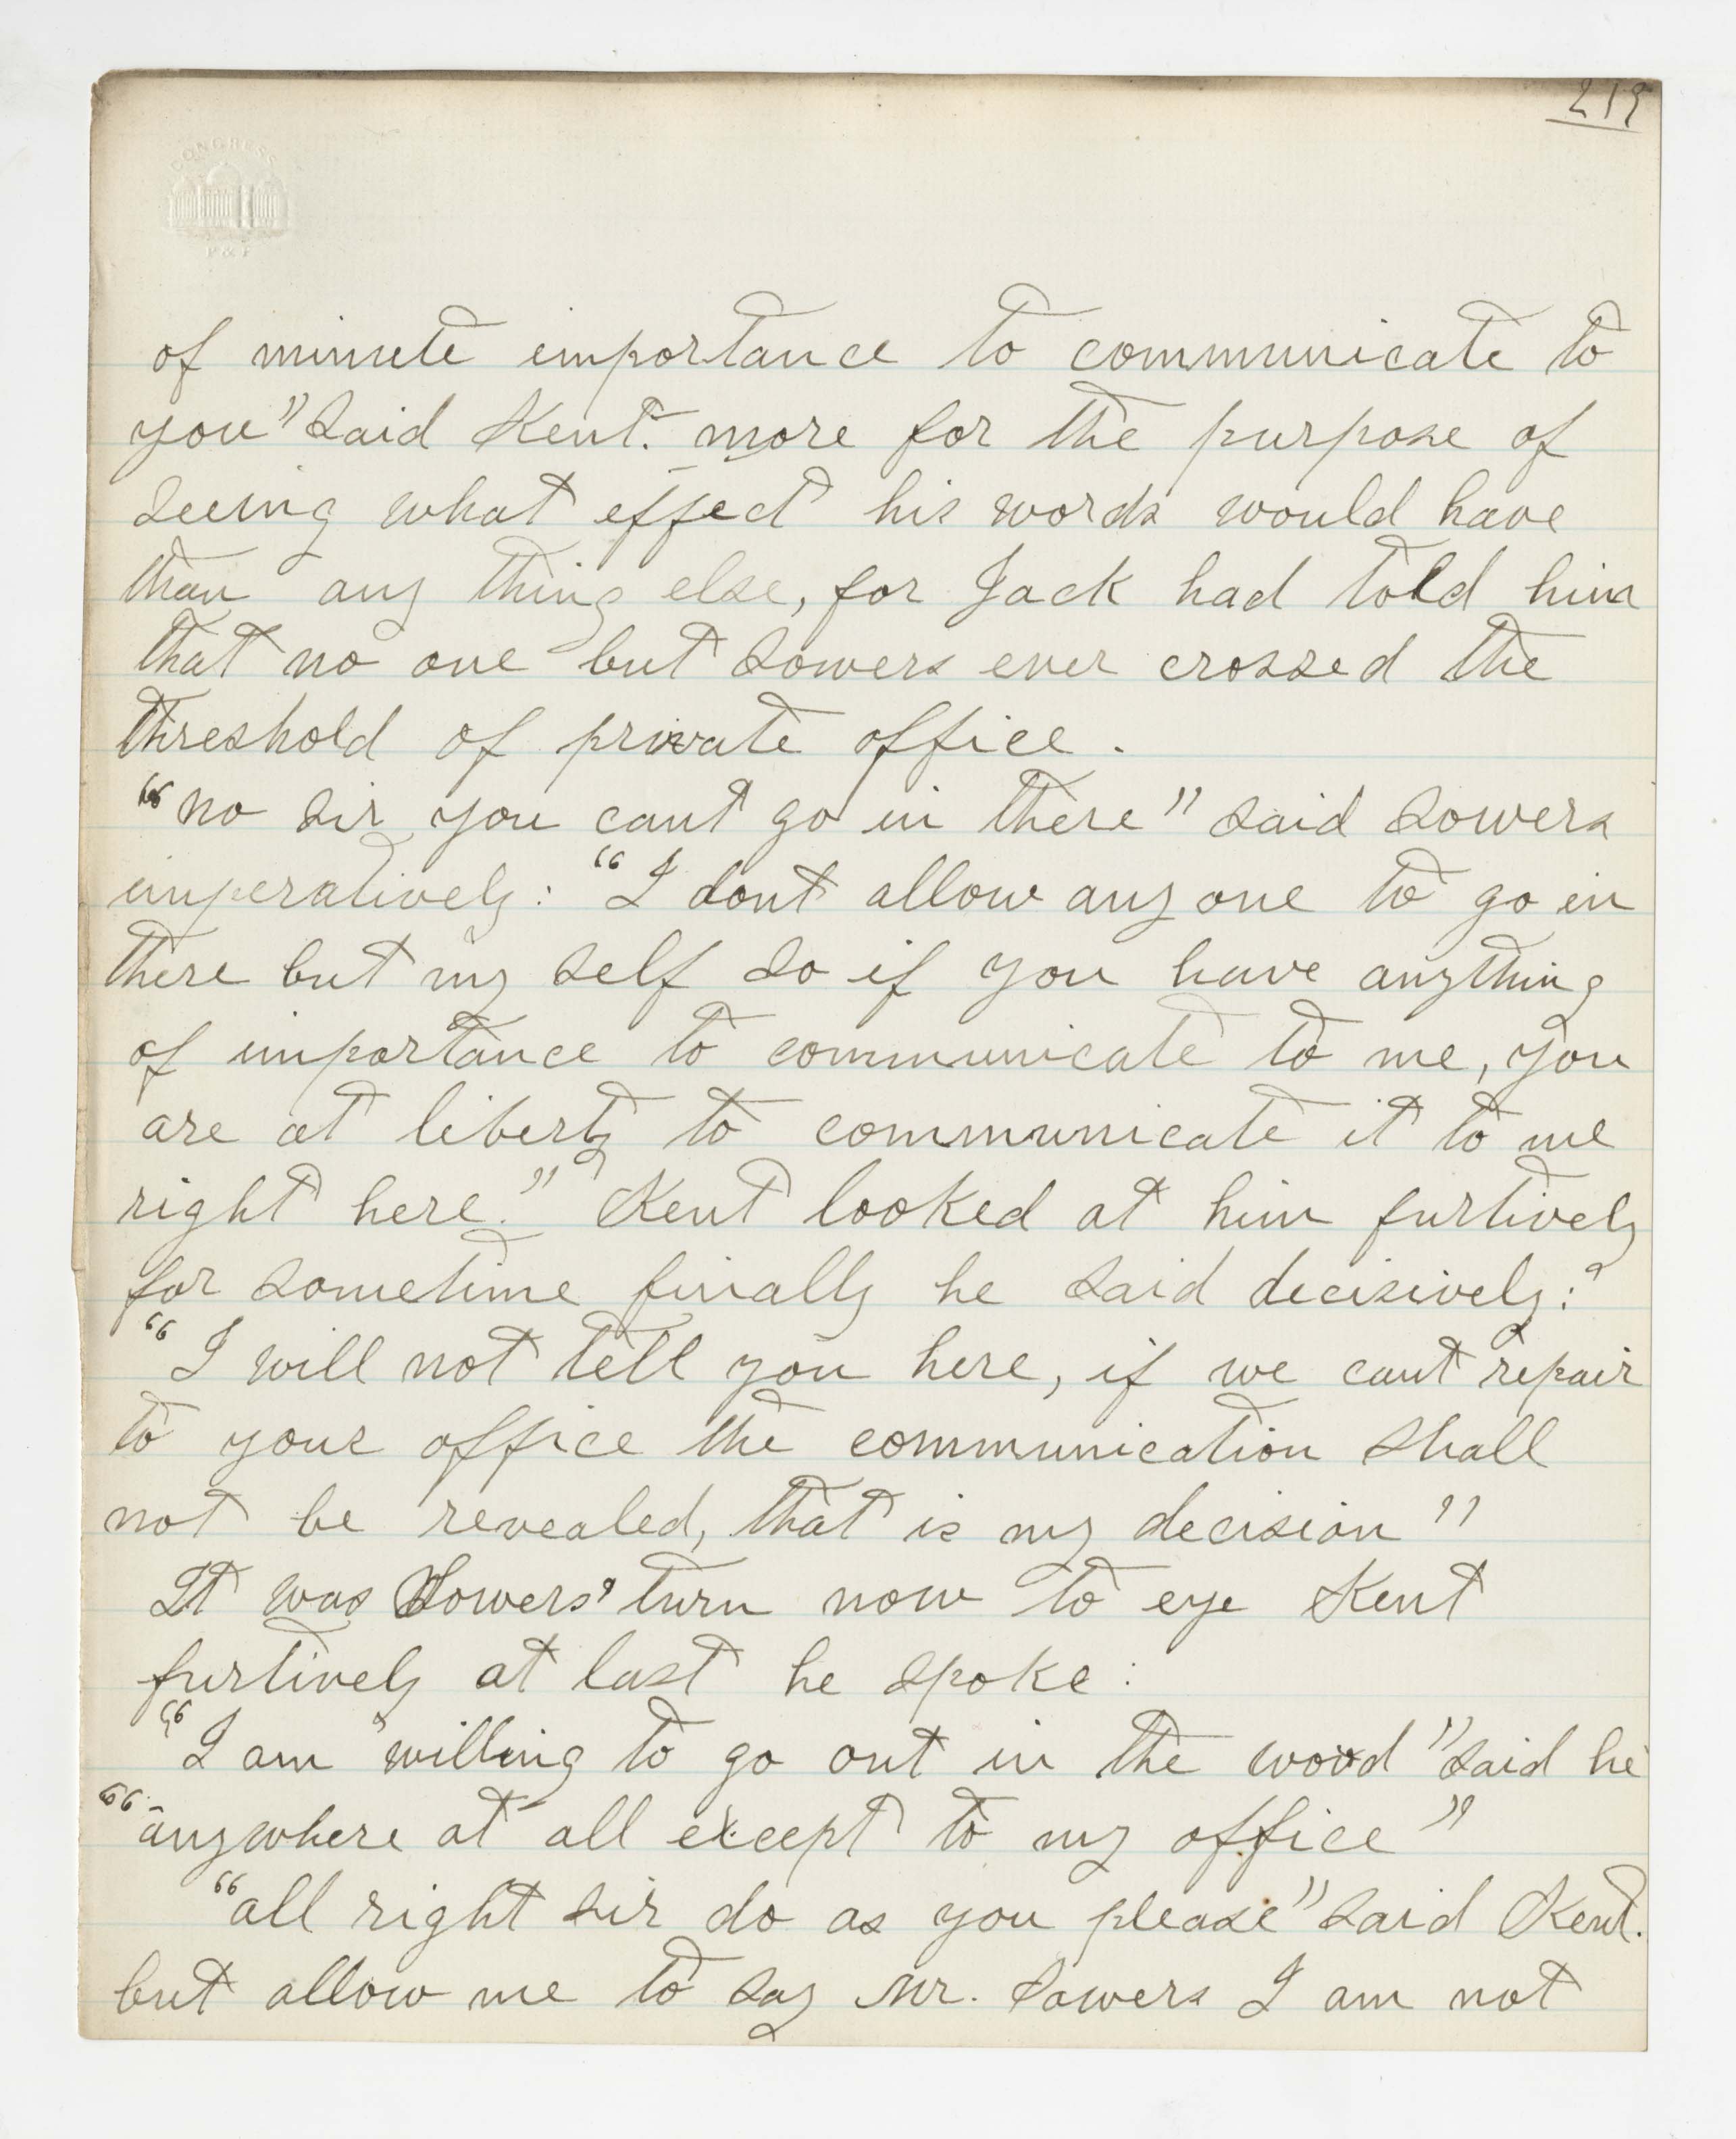 219
CONGRESS
P & P
of minute importance to communicate to
you" said Kent. more for the purpose of
seeing what effect his words would have
than any thing else, for Jack had told him
that no one but Sowers ever crossed the
threshold of private office.
"no sir you cant go in there" said Sowers
imperatively: "I dont allow any one to go in
there but my self so if you have anything
of importance to communicate to me, you
are at liberty to communicate it to me
right here." Kent looked at him furtively
for sometime finally he said decisively:
"I will not tell you here, if we cant repair
to your office the communication shall
not be revealed, that is my decision"
It was Sowers' turn now to eye Kent
furtively at last he spoke:
"I am willing to go out in the wood" said he
"anywhere at all except to my office"
"all right sir do as you please" said Kent.
but allow me to say Mr. Sowers I am not